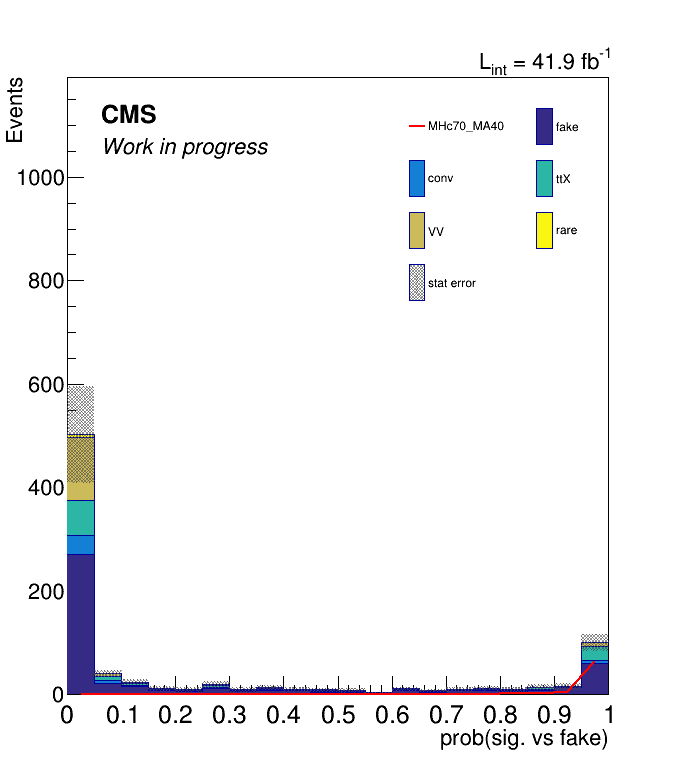 L_int = 41.9 fb^-1
Events
CMS
Work in progress
MHc70_MA40
fake
conv
ttX
VV
rare
stat error
1000
800
600
400
200
0
0 0.1 0.2 0.3 0.4 0.5 0.6 0.7 0.8 0.9 1
prob(sig. vs fake)